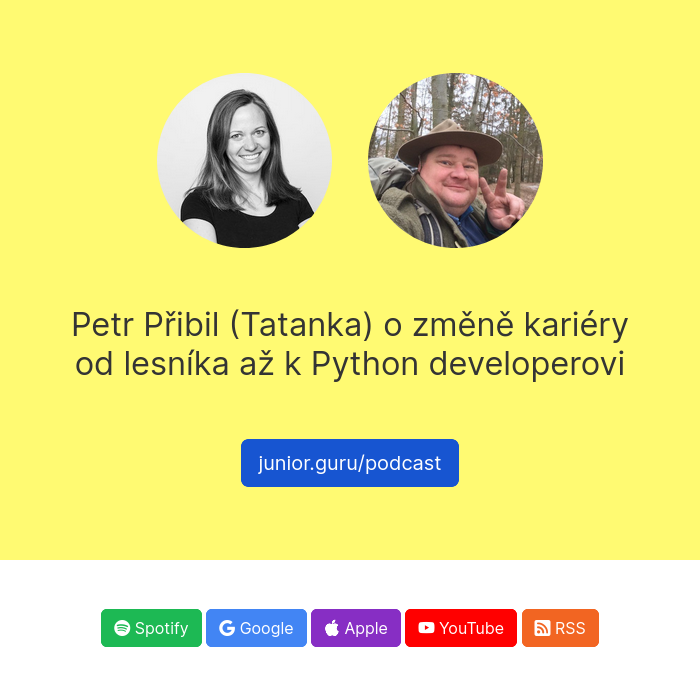 Petr Přibil (Tatanka) o změně kariéry
od lesníka až k Python developerovi
junior.guru/podcast
Spotify Google Apple YouTube RSS